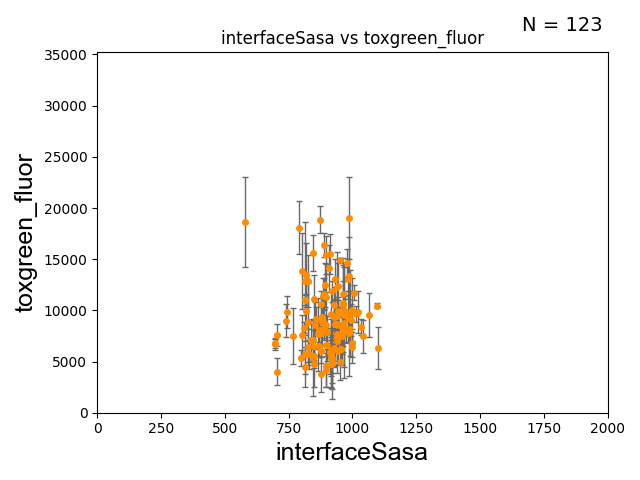 N = 123
interfaceSasa vs toxgreen_fluor
35000
30000
25000
20000
15000
10000
5000
0
toxgreen_fluor
0 250 500 750 1000 1250 1500 1750 2000
interfaceSasa